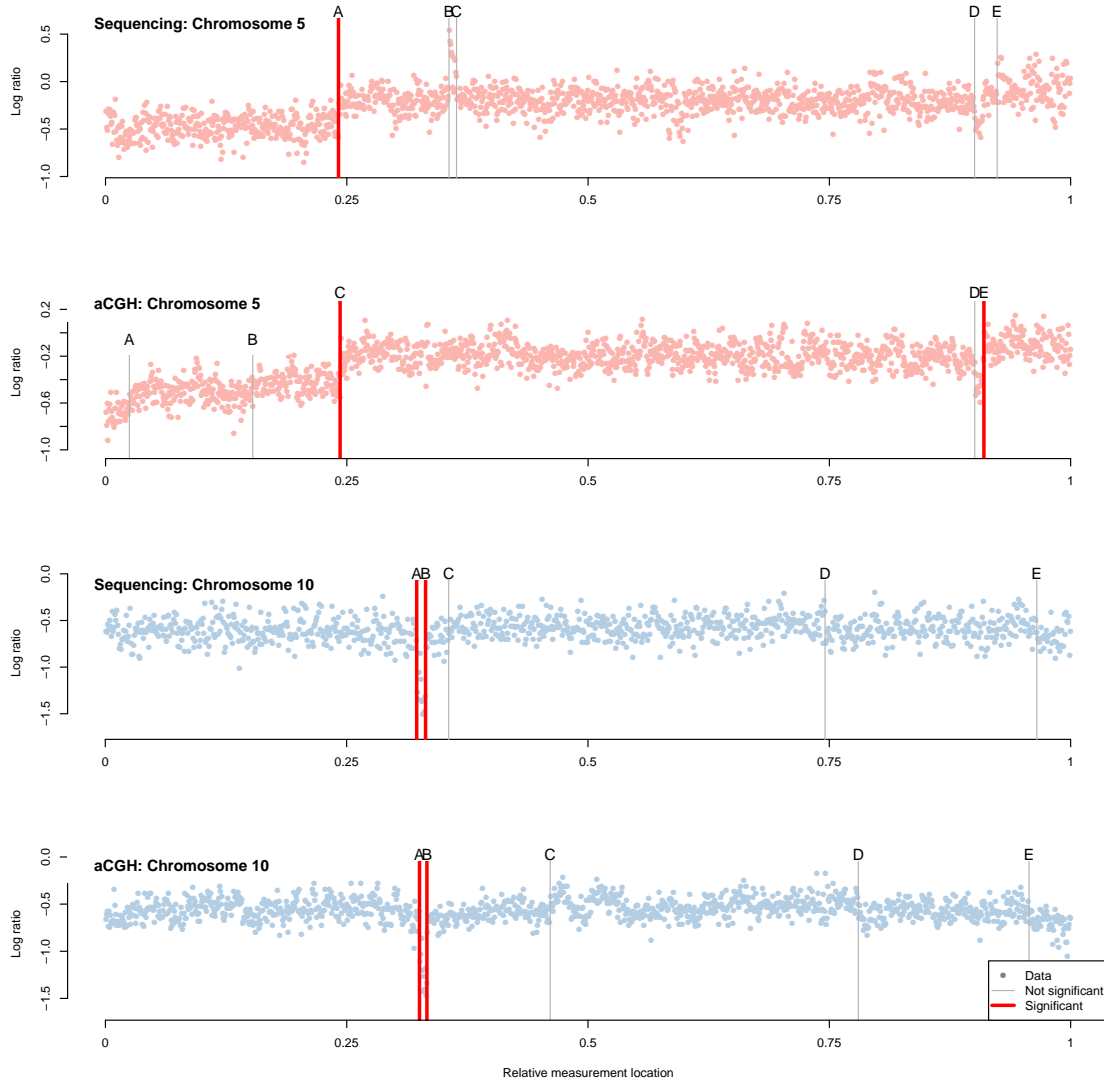 Sequencing: Chromosome 5
A
B C
D E
Log ratio
0.5
0.0
−0.5
−1.0
0 0.25 0.5 0.75 1
aCGH: Chromosome 5
A
B
C
D E
Log ratio
0.2
−0.2
−0.6
−1.0
0 0.25 0.5 0.75 1
Sequencing: Chromosome 10
A B C D E
Log ratio
0.0
−0.5
−1.0
−1.5
0 0.25 0.5 0.75 1
aCGH: Chromosome 10
A B C D E
Log ratio
0.0
−0.5
−1.0
−1.5
Data
Not significant
Significant
0 0.25 0.5 0.75 1
Relative measurement location